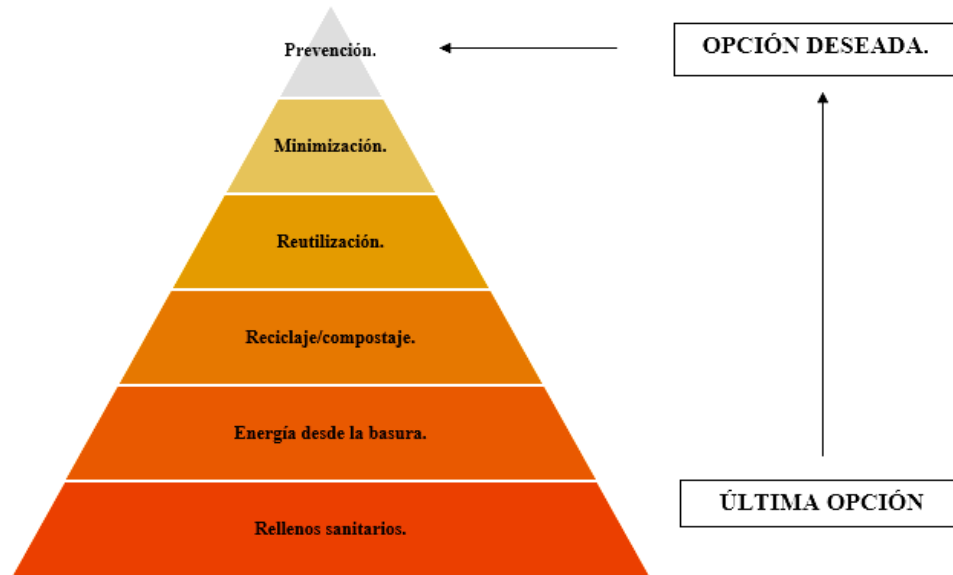 Prevención.
OPCIÓN DESEADA.
Minimización.
Reutilización.
Reciclaje/compostaje.
Energía desde la basura.
ÚLTIMA OPCIÓN
Rellenos sanitarios.